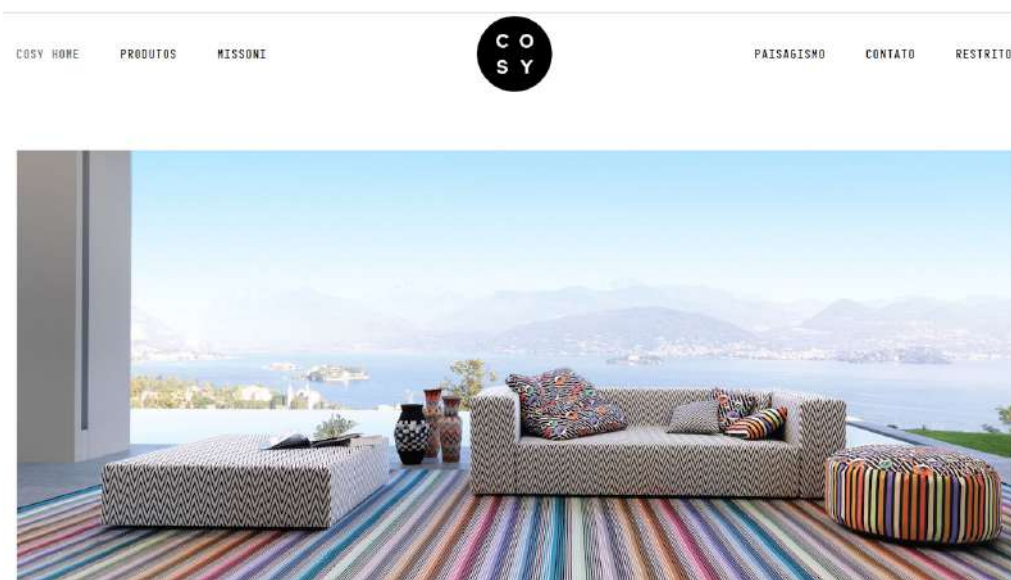 COSY HOME PRODUTOS MISSONI
CO
SY
PAISAGISMO CONTATO RESTRITO